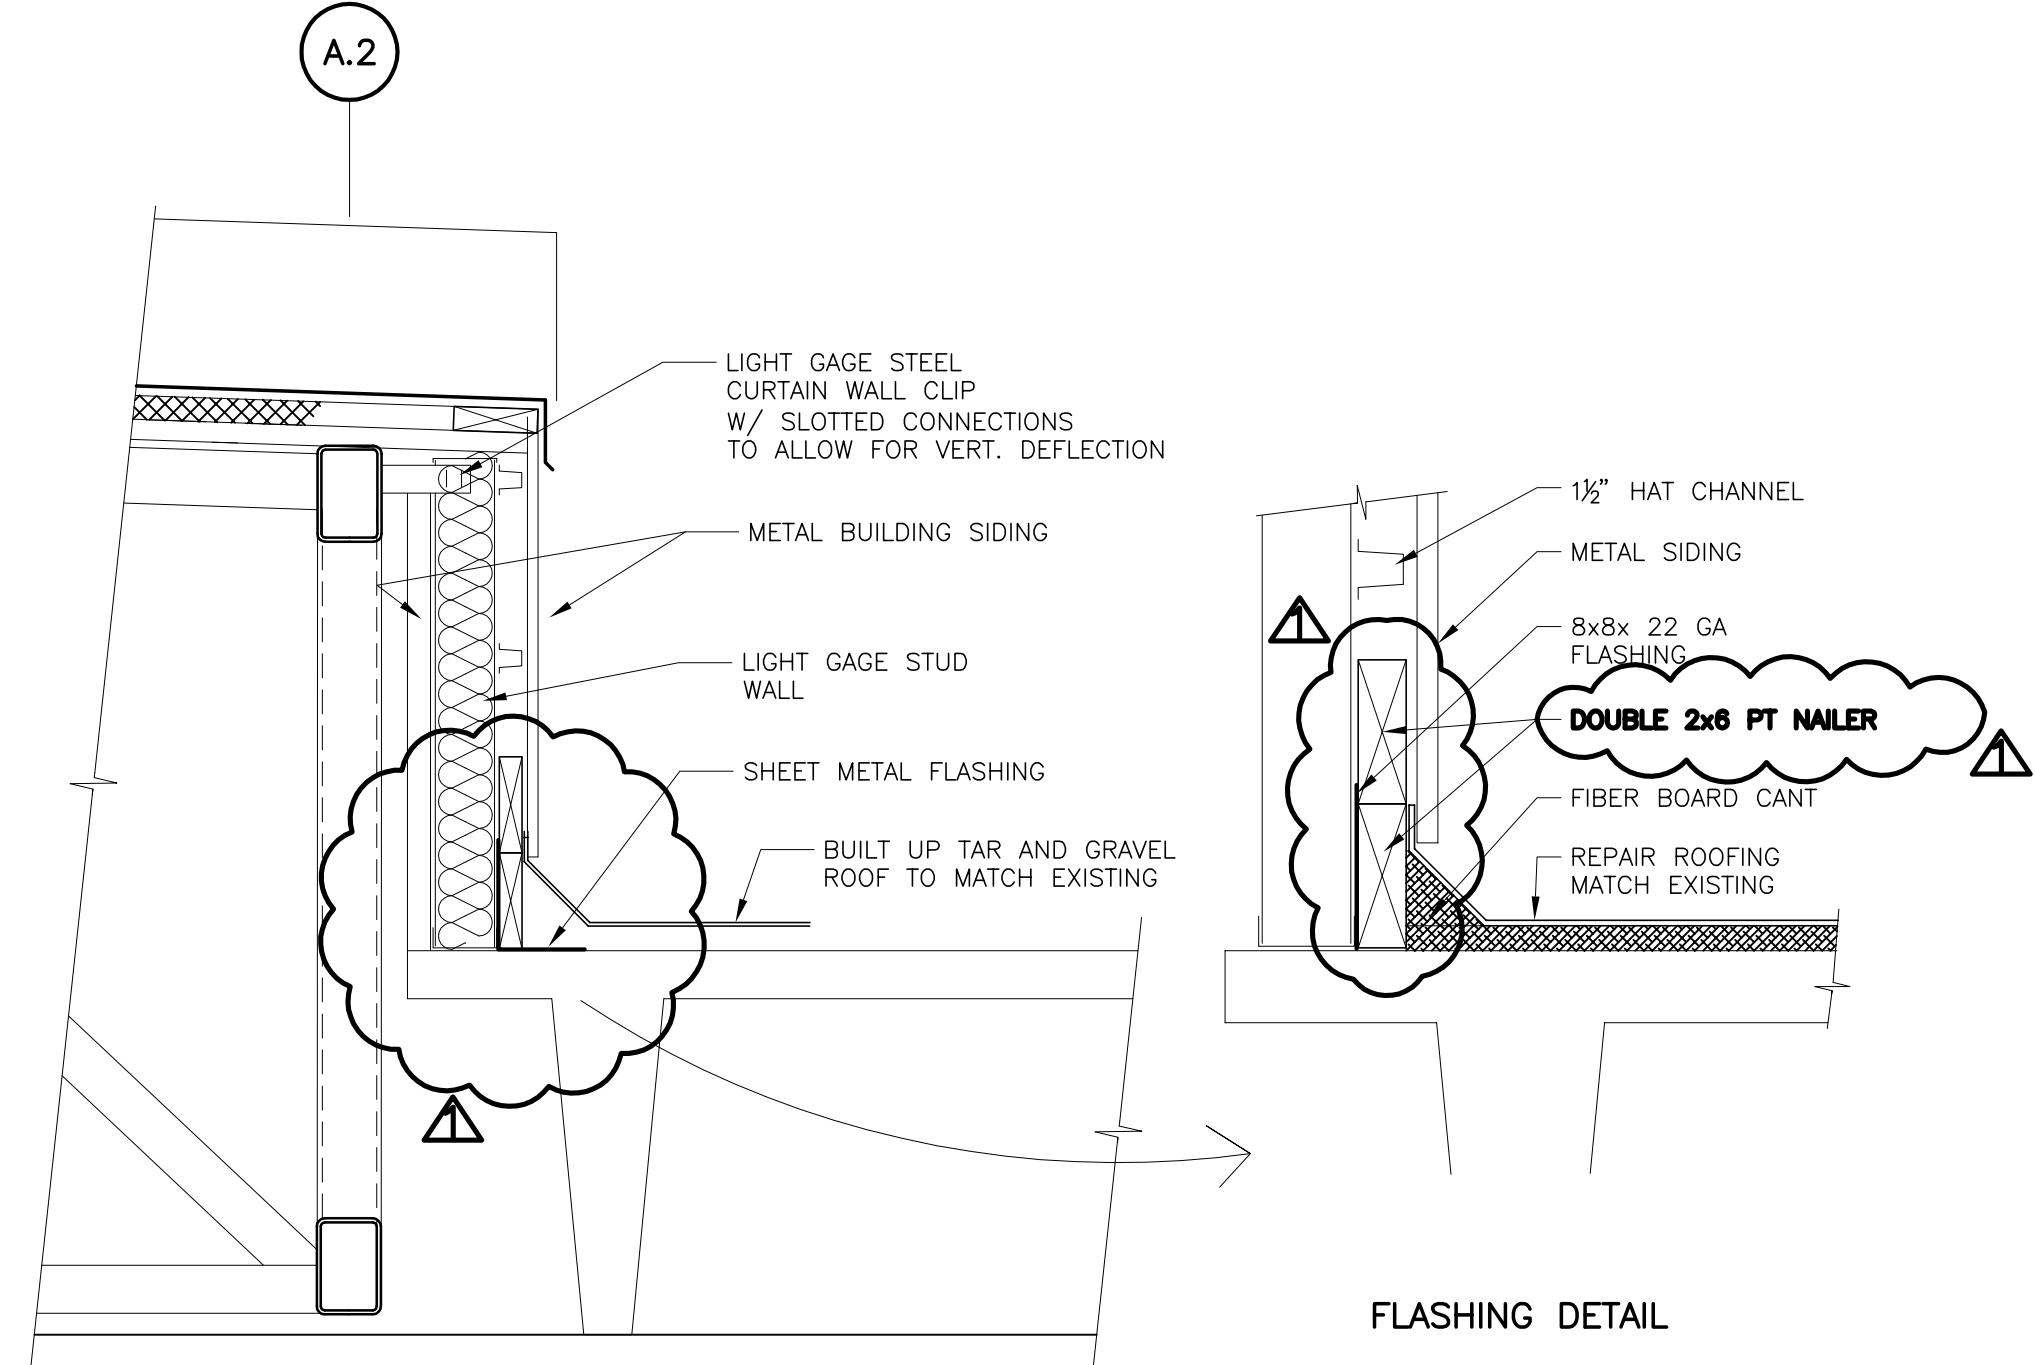 A.2
LIGHT GAGE STEEL
CURTAIN WALL CLIP
W/ SLOTTED CONNECTIONS
TO ALLOW FOR VERT. DEFLECTION
METAL BUILDING SIDING
LIGHT GAGE STUD
WALL
SHEET METAL FLASHING
BUILT UP TAR AND GRAVEL
ROOF TO MATCH EXISTING
1
1½" HAT CHANNEL
METAL SIDING
1
8x8x 22 GA
FLASHING
DOUBLE 2x6 PT NAILER
1
FIBER BOARD CANT
REPAIR ROOFING
MATCH EXISTING
FLASHING DETAIL